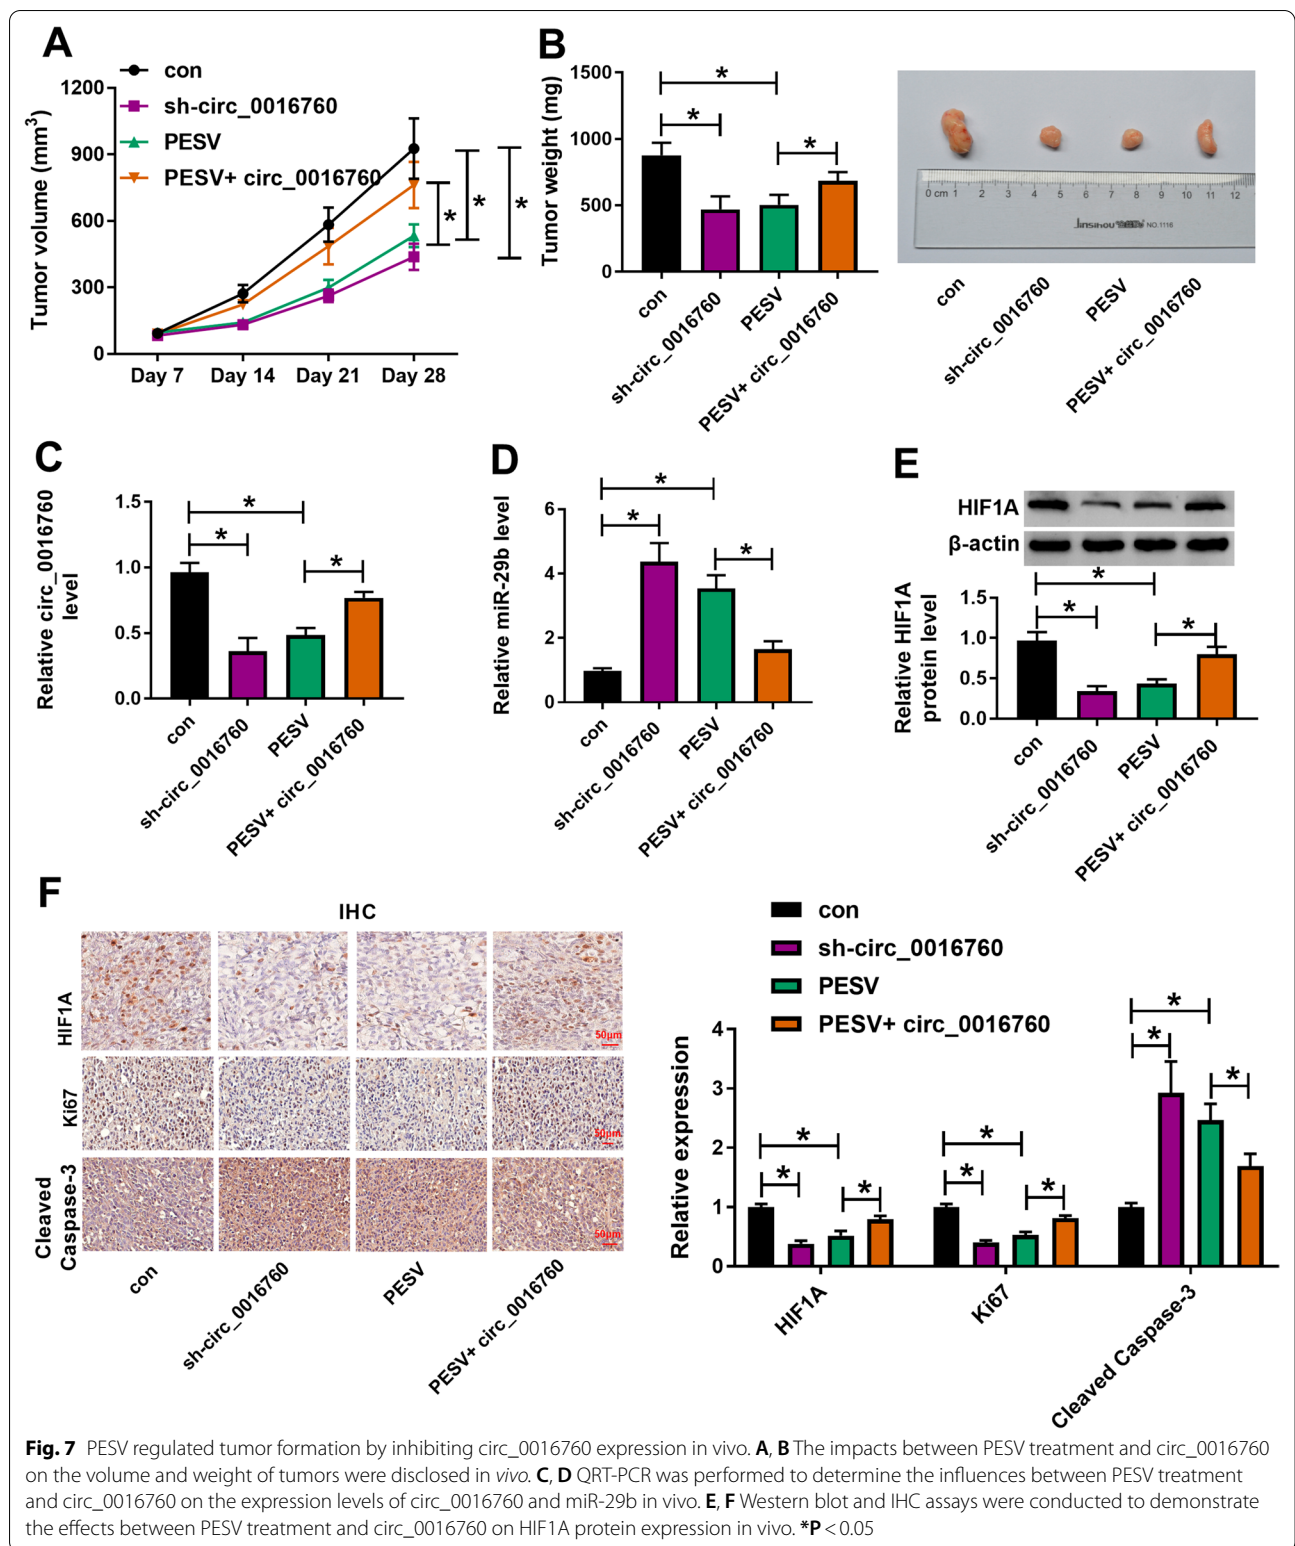 A
con
sh-circ_0016760
PESV
PESV+ circ_0016760
Tumor volume (mm3)
1200
900
600
300
0
Day 7 Day 14 Day 21 Day 28
* * *
B
Tumor weight (mg)
1500
1000
500
0
* * *
con
sh-circ_0016760
PESV
PESV+ circ_0016760
0 cm 1 2 3 4 5 6 7 8 9 10 11 12
NO.1116
con
sh-circ_0016760
PESV
PESV+ circ_0016760
C
Relative circ_0016760
level
1.5
1.0
0.5
0.0
* * *
con
sh-circ_0016760
PESV
PESV+ circ_0016760
D
Relative miR-29b level
6
4
2
0
* * *
con
sh-circ_0016760
PESV
PESV+ circ_0016760
E
HIF1A
β-actin
Relative HIF1A
protein level
1.5
1.0
0.5
0.0
* * *
con
sh-circ_0016760
PESV
PESV+ circ_0016760
F
IHC
HIF1A
50μm
Ki67
50μm
Cleaved
Caspase-3
50μm
con
sh-circ_0016760
PESV
PESV+ circ_0016760
con
sh-circ_0016760
PESV
PESV+ circ_0016760
Relative expression
4
3
2
1
0
* * *
* * *
* * *
HIF1A
Ki67
Cleaved Caspase-3
Fig. 7 PESV regulated tumor formation by inhibiting circ_0016760 expression in vivo. A, B The impacts between PESV treatment and circ_0016760
on the volume and weight of tumors were disclosed in vivo. C, D QRT-PCR was performed to determine the influences between PESV treatment
and circ_0016760 on the expression levels of circ_0016760 and miR-29b in vivo. E, F Western blot and IHC assays were conducted to demonstrate
the effects between PESV treatment and circ_0016760 on HIF1A protein expression in vivo. *P < 0.05